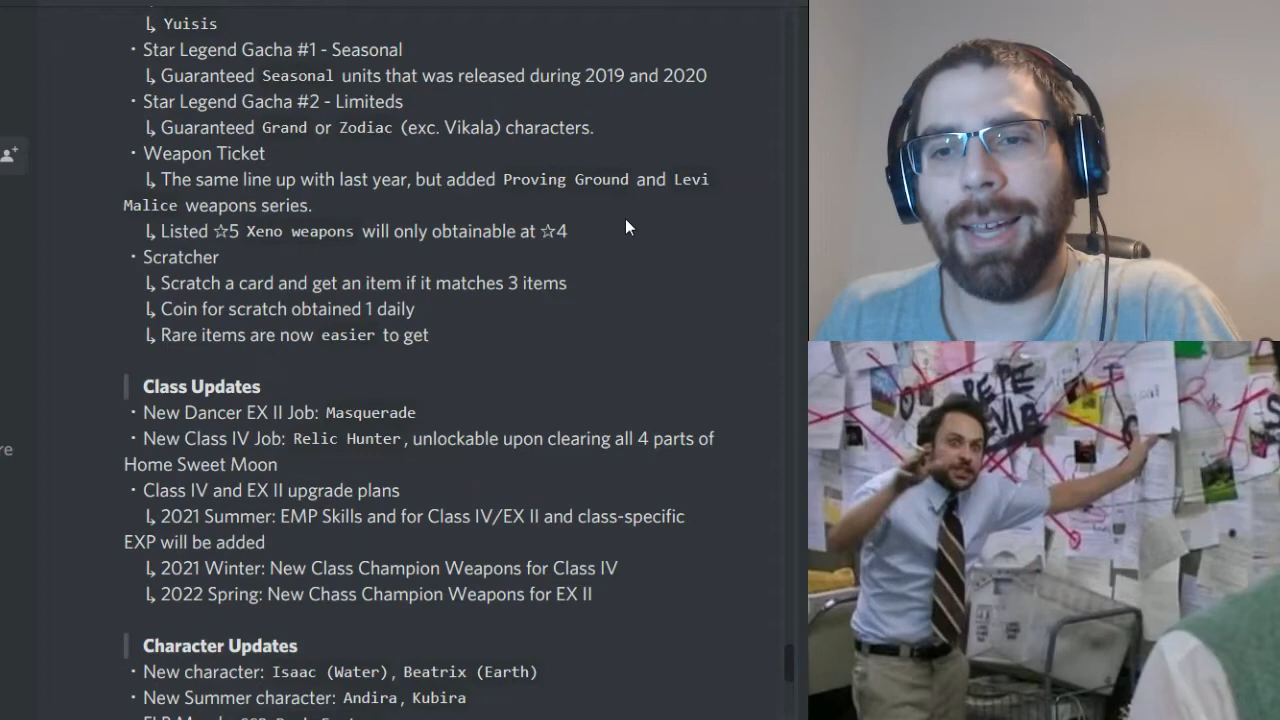 ↳ Yuisis
· Star Legend Gacha #1 - Seasonal
↳ Guaranteed Seasonal units that was released during 2019 and 2020
· Star Legend Gacha #2 - Limiteds
↳ Guaranteed Grand or Zodiac (exc. Vikala) characters.
· Weapon Ticket
↳ The same line up with last year, but added Proving Ground and Levi
Malice weapons series.
↳ Listed ☆5 Xeno weapons will only obtainable at ☆4
· Scratcher
↳ Scratch a card and get an item if it matches 3 items
↳ Coin for scratch obtained 1 daily
↳ Rare items are now easier to get
Class Updates
· New Dancer EX II Job: Masquerade
· New Class IV Job: Relic Hunter, unlockable upon clearing all 4 parts of
Home Sweet Moon
· Class IV and EX II upgrade plans
↳ 2021 Summer: EMP Skills and for Class IV/EX II and class-specific
EXP will be added
↳ 2021 Winter: New Class Champion Weapons for Class IV
↳ 2022 Spring: New Chass Champion Weapons for EX II
Character Updates
· New character: Isaac (Water), Beatrix (Earth)
· New Summer character: Andira, Kubira
re
PEPE